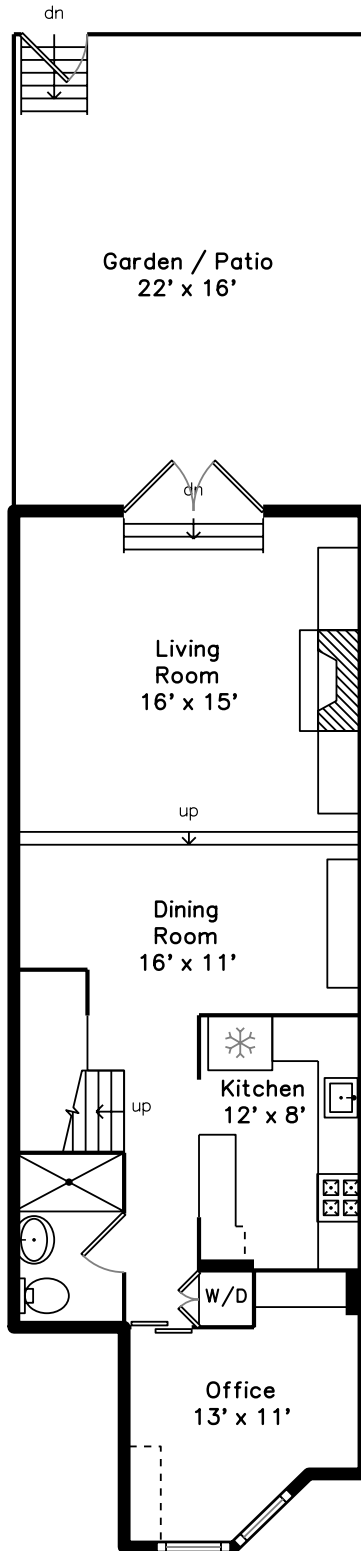 dn
Garden / Patio
22' x 16'
dn
Living
Room
16' x 15'
up
Dining
Room
16' x 11'
Kitchen
12' x 8'
up
W/D
Office
13' x 11'